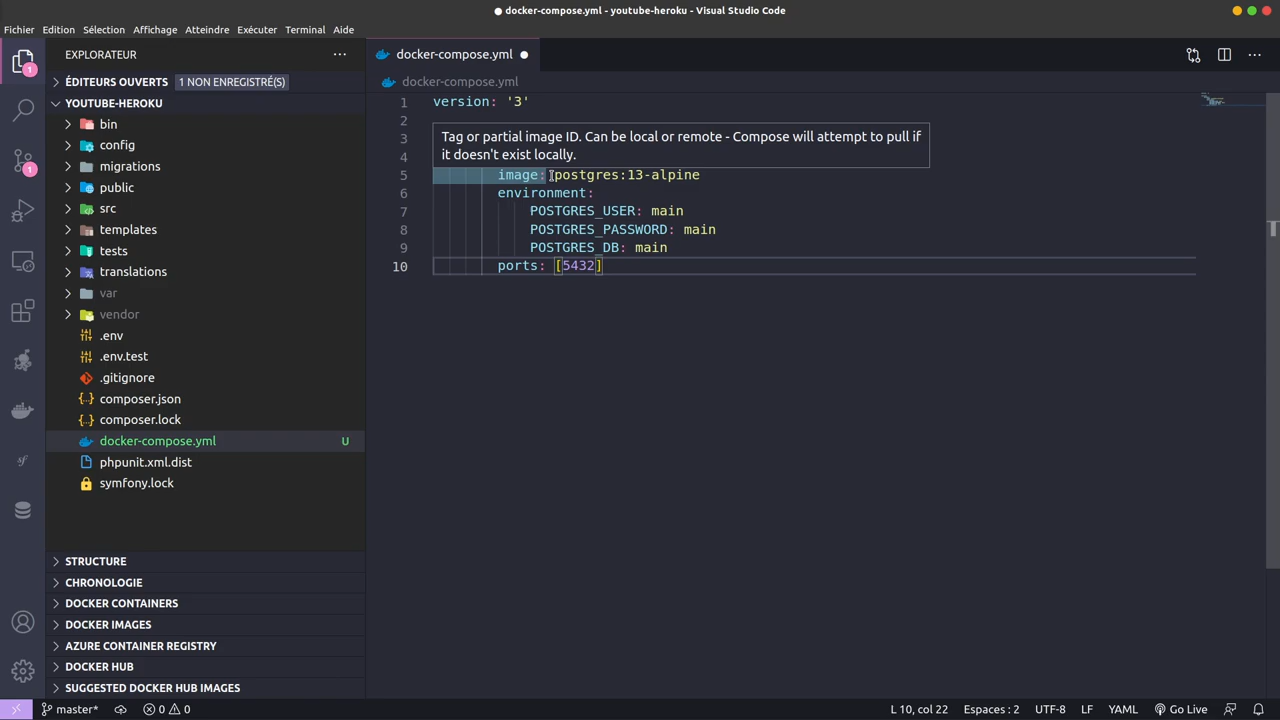 docker-compose.yml - youtube-heroku - Visual Studio Code
Fichier Edition Sélection Affichage Atteindre Exécuter Terminal Aide
EXPLORATEUR
docker-compose.yml
ÉDITEURS OUVERTS 1 NON ENREGISTRÉ(S)
docker-compose.yml
YOUTUBE-HEROKU
bin
config
migrations
public
src
templates
tests
translations
var
vendor
.env
.env.test
.gitignore
composer.json
composer.lock
docker-compose.yml U
phpunit.xml.dist
symfony.lock
STRUCTURE
CHRONOLOGIE
DOCKER CONTAINERS
DOCKER IMAGES
AZURE CONTAINER REGISTRY
DOCKER HUB
SUGGESTED DOCKER HUB IMAGES
1
1
sf
1 version: '3'
2
3
4
Tag or partial image ID. Can be local or remote - Compose will attempt to pull if
it doesn't exist locally.
5 image: postgres:13-alpine
6 environment:
7 POSTGRES_USER: main
8 POSTGRES_PASSWORD: main
9 POSTGRES_DB: main
10 ports: [5432]
master* 0 0 L 10, col 22 Espaces : 2 UTF-8 LF YAML Go Live